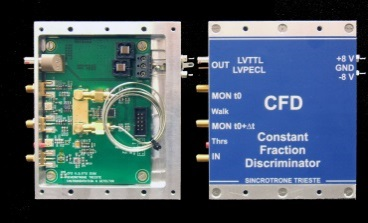 OUT LVTTL +8 V
LVPECL GND
-8 V
MON t0
CFD
Walk
MON t0+Δt
Constant
Thrs
Fraction
IN
Discriminator
SINCROTRONE TRIESTE